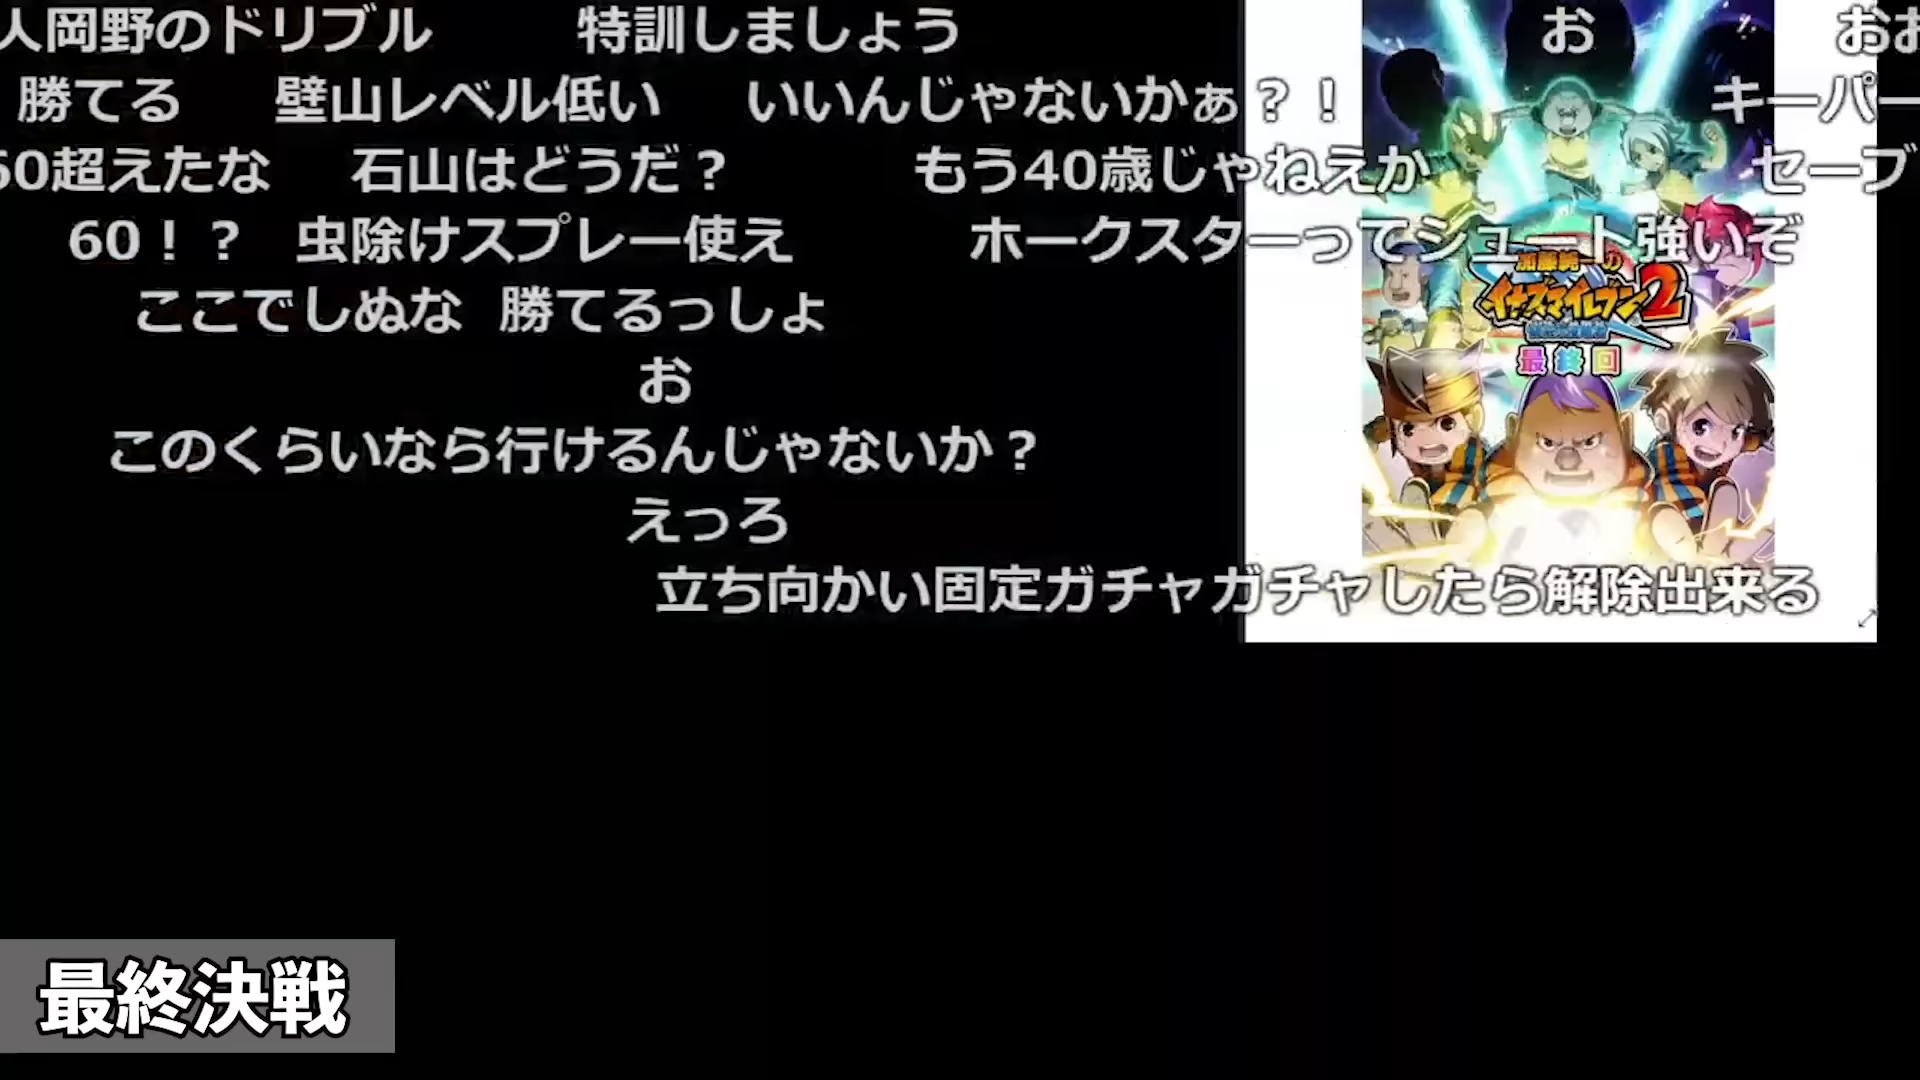 人岡野のドリブル 特訓しましょう お おお
勝てる 壁山レベル低い いいんじゃないかぁ？！ キーパー
60超えたな 石山はどうだ？ もう40歳じゃねえか セーブ
60！？ 虫除けスプレー使え ホークスターってシュート強いぞ
加藤純一の
イナズマイレブン2
ここでしぬな 勝てるっしょ
最終回
お
このくらいなら行けるんじゃないか？
えっろ
立ち向かい固定ガチャガチャしたら解除出来る
最終決戦